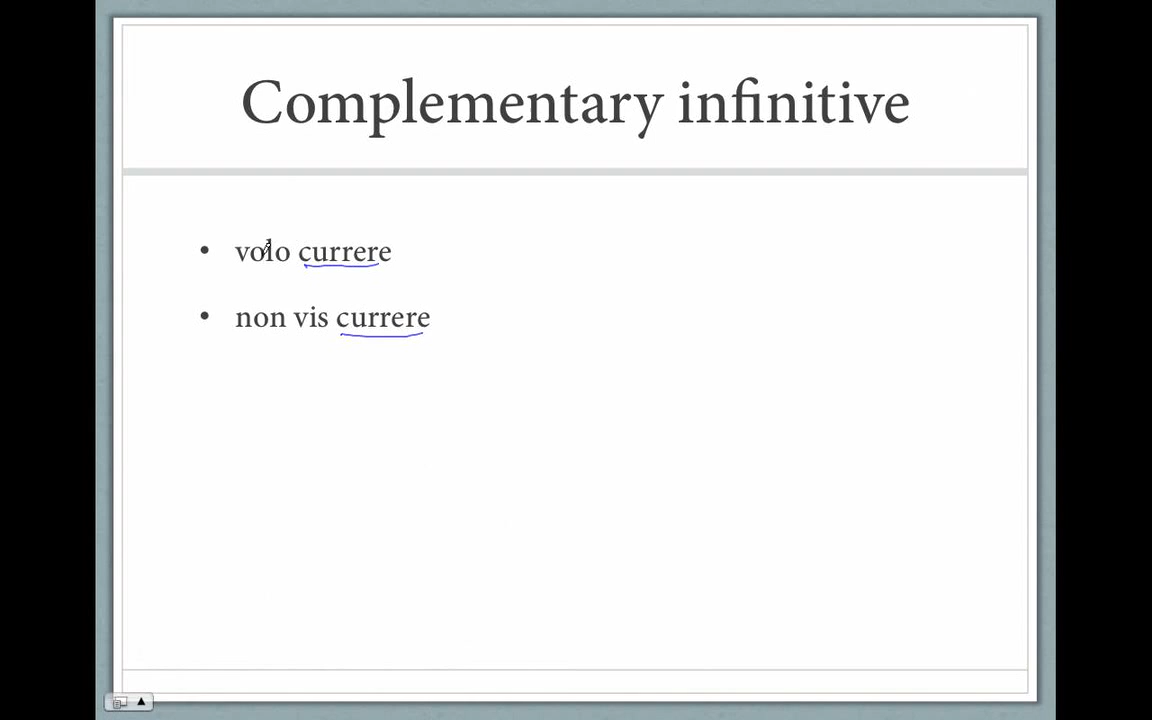 Complementary infinitive
• volo currere
• non vis currere